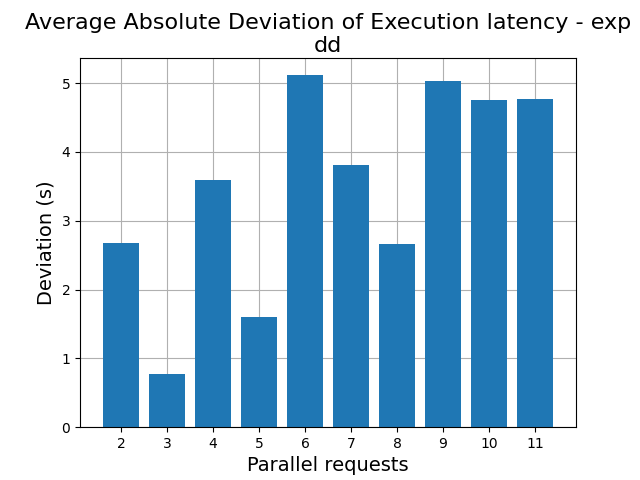 Average Absolute Deviation of Execution latency - exp
dd
5
4
3
2
1
0
Deviation (s)
2 3 4 5 6 7 8 9 10 11
Parallel requests